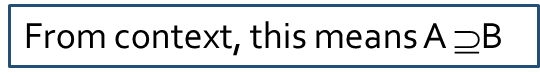 From context, this means A ⊇B